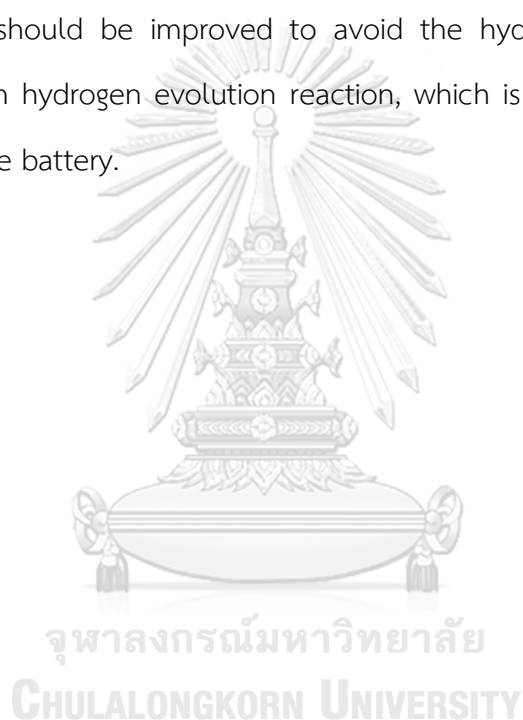 should be improved to avoid the hyd
n hydrogen evolution reaction, which is
e battery.
จุฬาลงกรณ์มหาวิทยาลัย
CHULALONGKORN UNIVERSITY